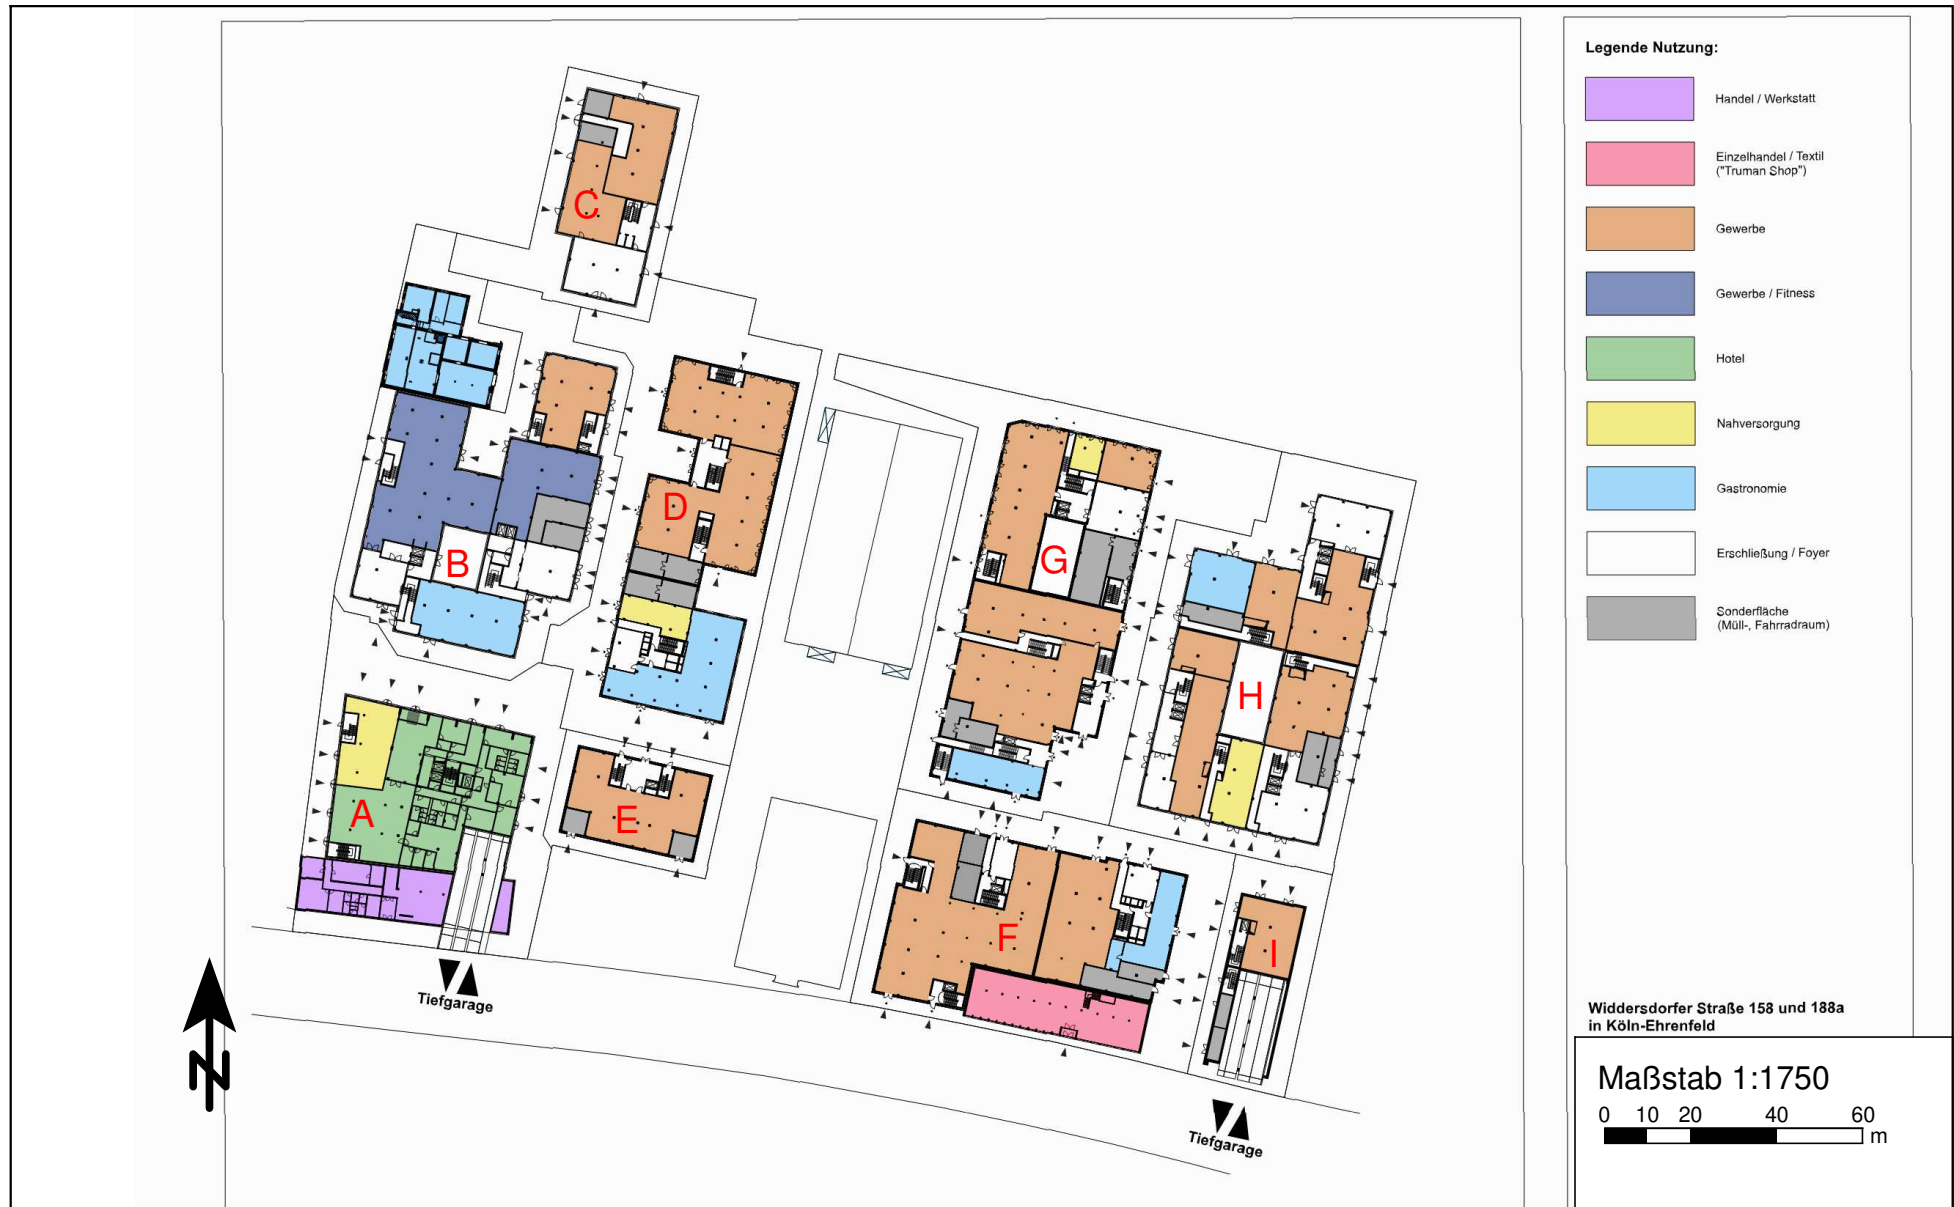 Legende Nutzung:
Handel / Werkstatt
Einzelhandel / Textil
("Truman Shop")
Gewerbe
Gewerbe / Fitness
Hotel
Nahversorgung
Gastronomie
Erschließung / Foyer
Sonderfläche
(Müll-, Fahrradraum)
C
B
D
G
H
A
E
F
I
Tiefgarage
Tiefgarage
N
Widdersdorfer Straße 158 und 188a
in Köln-Ehrenfeld
Maßstab 1:1750
0 10 20 40 60
m